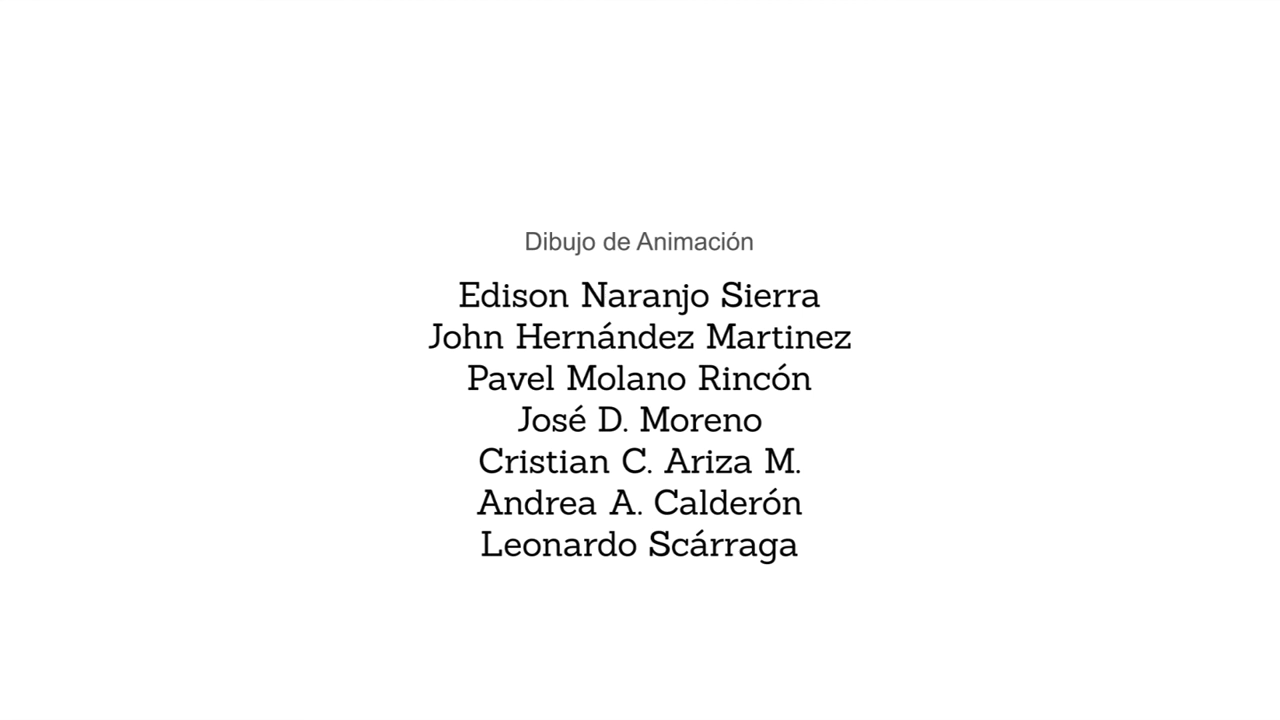 Dibujo de Animación
Edison Naranjo Sierra
John Hernández Martinez
Pavel Molano Rincón
José D. Moreno
Cristian C. Ariza M.
Andrea A. Calderón
Leonardo Scárraga